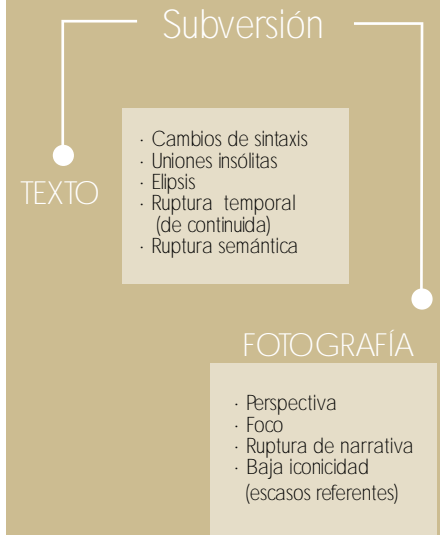 Subversión
TEXTO
· Cambios de sintaxis
· Uniones insólitas
· Elipsis
· Ruptura temporal
(de continuida)
· Ruptura semántica
FOTOGRAFÍA
· Perspectiva
· Foco
· Ruptura de narrativa
· Baja iconicidad
(escasos referentes)